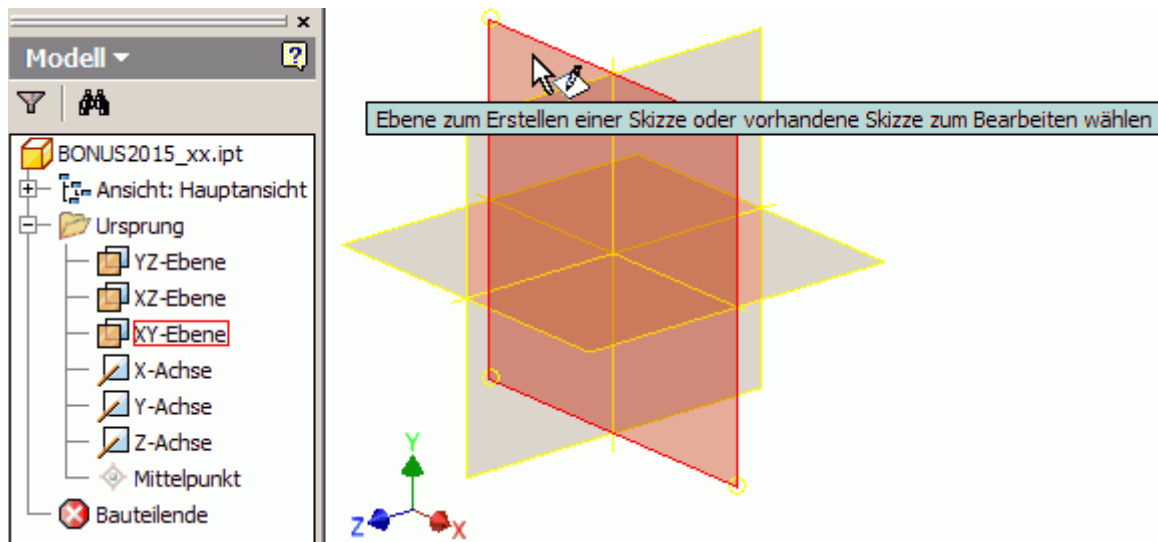 Modell
BONUS2015_xx.ipt
Ansicht: Hauptansicht
Ursprung
YZ-Ebene
XZ-Ebene
XY-Ebene
X-Achse
Y-Achse
Z-Achse
Mittelpunkt
Bauteilende
Ebene zum Erstellen einer Skizze oder vorhandene Skizze zum Bearbeiten wählen
Y
Z
X